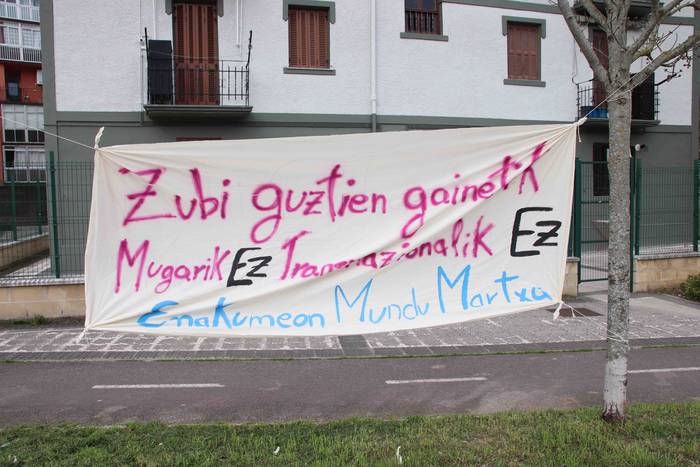 Zubi guztien gainetik
Mugarik Ez Transnazionalik Ez
Emakumeon Mundu Martxa